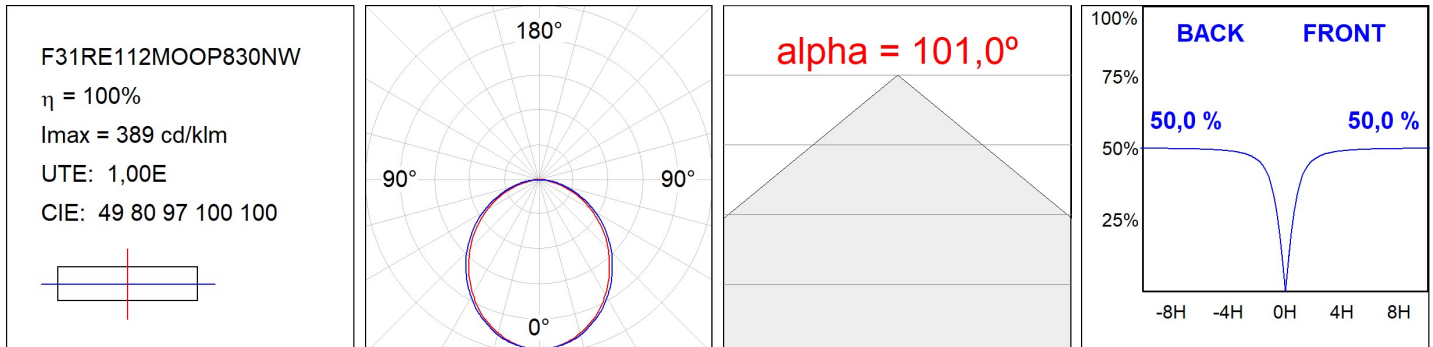 F31RE112MOOP830NW
η = 100%
Imax = 389 cd/klm
UTE: 1,00E
CIE: 49 80 97 100 100
180°
90°
90°
0°
alpha = 101,0º
100%
BACK
FRONT
75%
50,0 %
50,0 %
50%
25%
-8H
-4H
0H
4H
8H